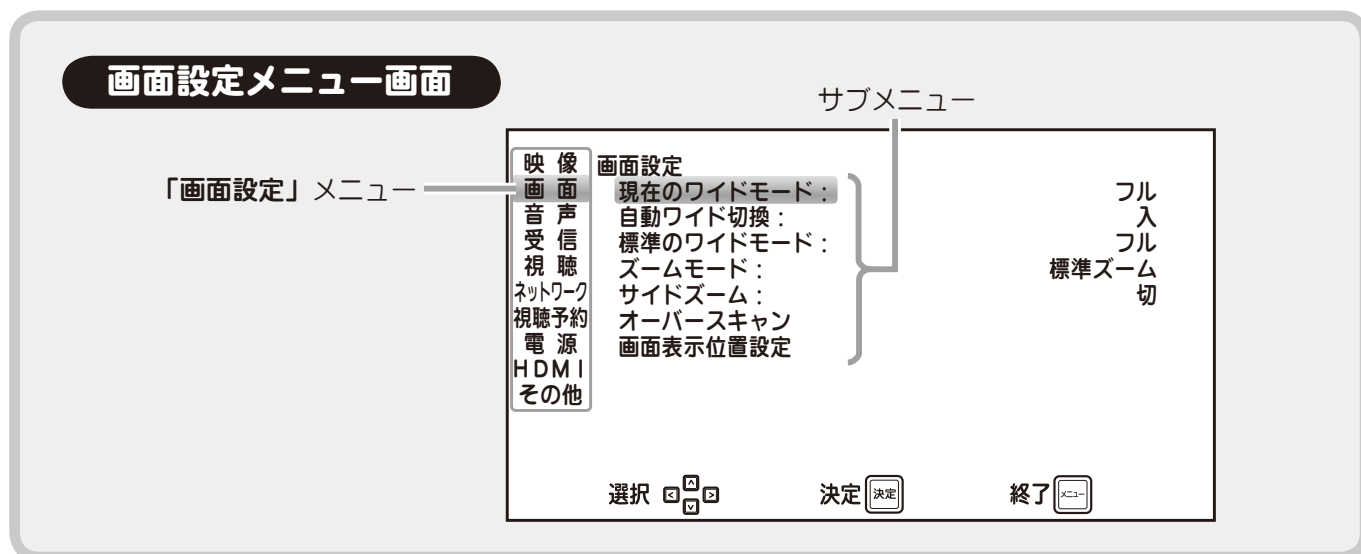 画面設定メニュー画面
サブメニュー
「画面設定」メニュー
映 像
画 面
音 声
受 信
視 聴
ネットワーク
視聴予約
電 源
HDMI
その他
画面設定
現在のワイドモード： フル
自動ワイド切換： 入
標準のワイドモード： フル
ズームモード： 標準ズーム
サイドズーム： 切
オーバースキャン
画面表示位置設定
選択 决定 決定 終了 メニュー